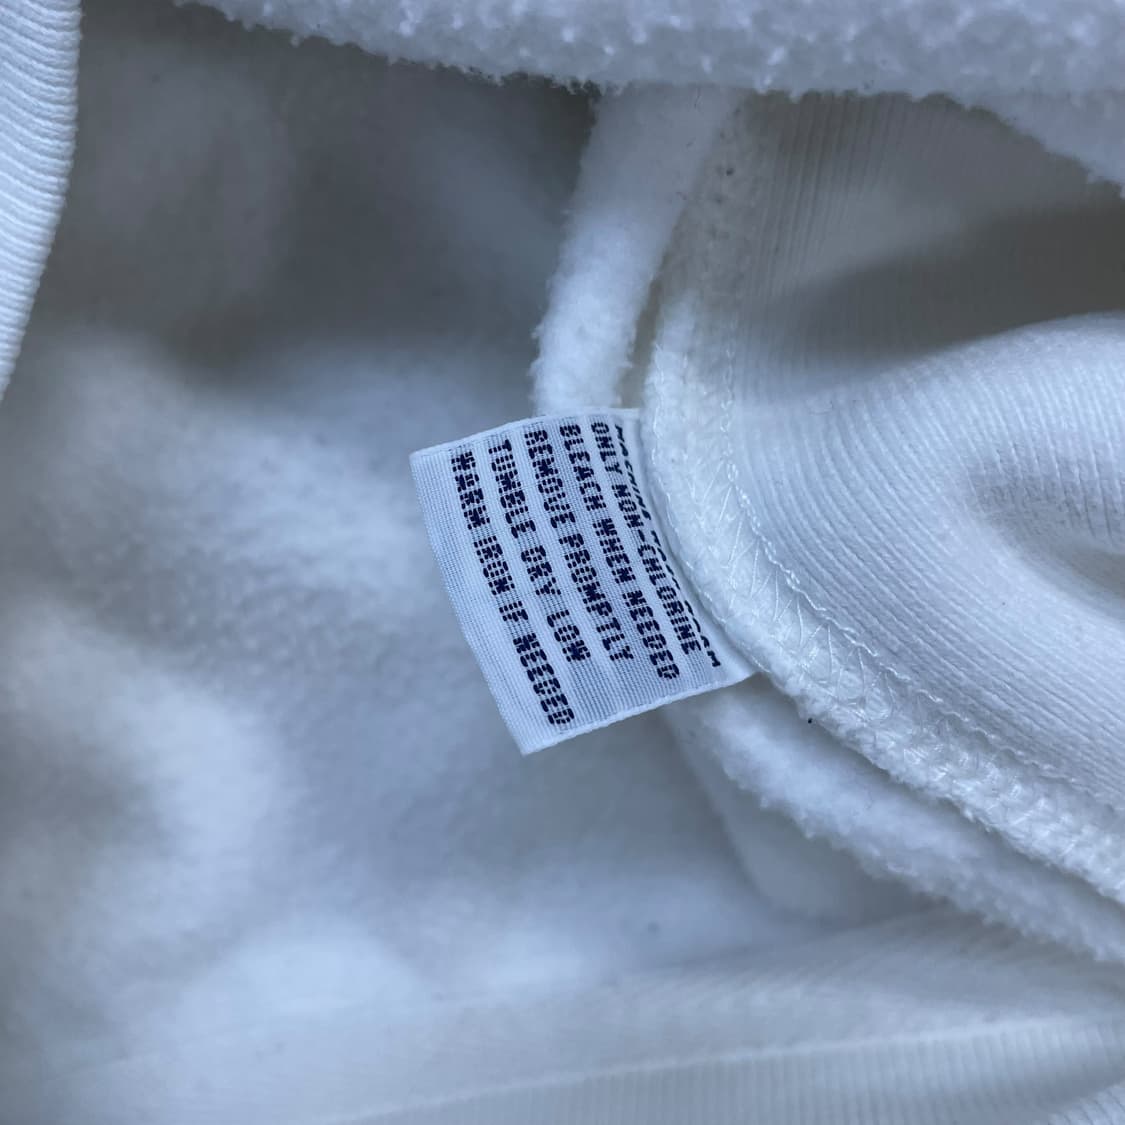 ONLY NON-CHLORINE
BLEACH WHEN NEEDED
REMOVE PROMPTLY
TUMBLE DRY LOW
WARM IRON IF NEEDED